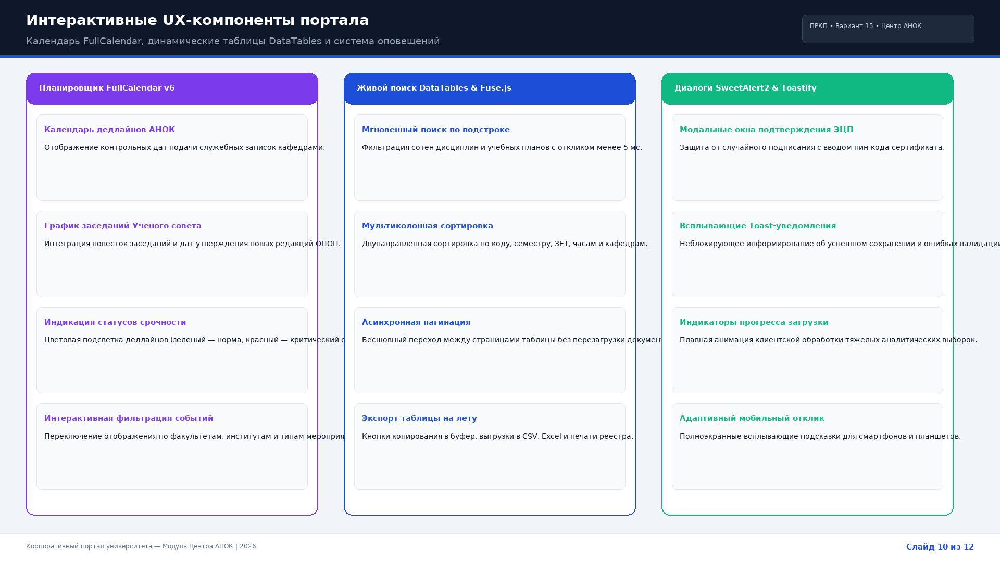 Интерактивные UX-компоненты портала
Календарь FullCalendar, динамические таблицы DataTables и система оповещений
ПРКП • Вариант 15 • Центр АНОК
Планировщик FullCalendar v6
Календарь дедлайнов АНОК
Отображение контрольных дат подачи служебных записок кафедрами.
График заседаний Ученого совета
Интеграция повесток заседаний и дат утверждения новых редакций ОПОП.
Индикация статусов срочности
Цветовая подсветка дедлайнов (зеленый — норма, красный — критический
Интерактивная фильтрация событий
Переключение отображения по факультетам, институтам и типам
Живой поиск DataTables & Fuse.js
Мгновенный поиск по подстроке
Фильтрация сотен дисциплин и учебных планов с откликом менее 5 мс.
Мультиколонная сортировка
Двунаправленная сортировка по коду, семестру, ЗЕТ, часам и кафедрам.
Асинхронная пагинация
Бесшовный переход между страницами таблицы без перезагрузки
Экспорт таблицы на лету
Кнопки копирования в буфер, выгрузки в CSV, Excel и печати реестра.
Диалоги SweetAlert2 & Toastify
Модальные окна подтверждения ЭЦП
Защита от случайного подписания с вводом пин-кода сертификата.
Всплывающие Toast-уведомления
Неблокирующее информирование об успешном сохранении и ошибках валидации
Индикаторы прогресса загрузки
Плавная анимация клиентской обработки тяжелых аналитических выборок.
Адаптивный мобильный отклик
Полноэкранные всплывающие подсказки для смартфонов и планшетов.
Корпоративный портал университета — Модуль Центра АНОК | 2026
Слайд 10 из 12